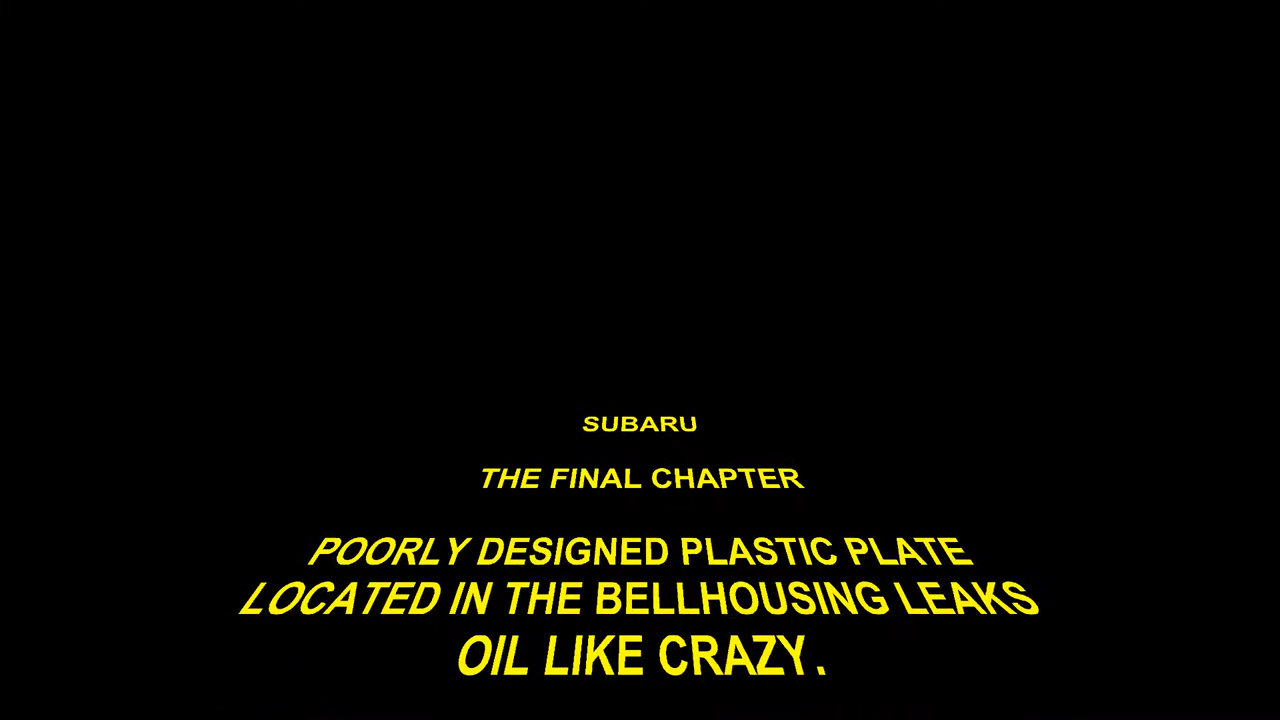 SUBARU
THE FINAL CHAPTER
POORLY DESIGNED PLASTIC PLATE
LOCATED IN THE BELLHOUSING LEAKS
OIL LIKE CRAZY.